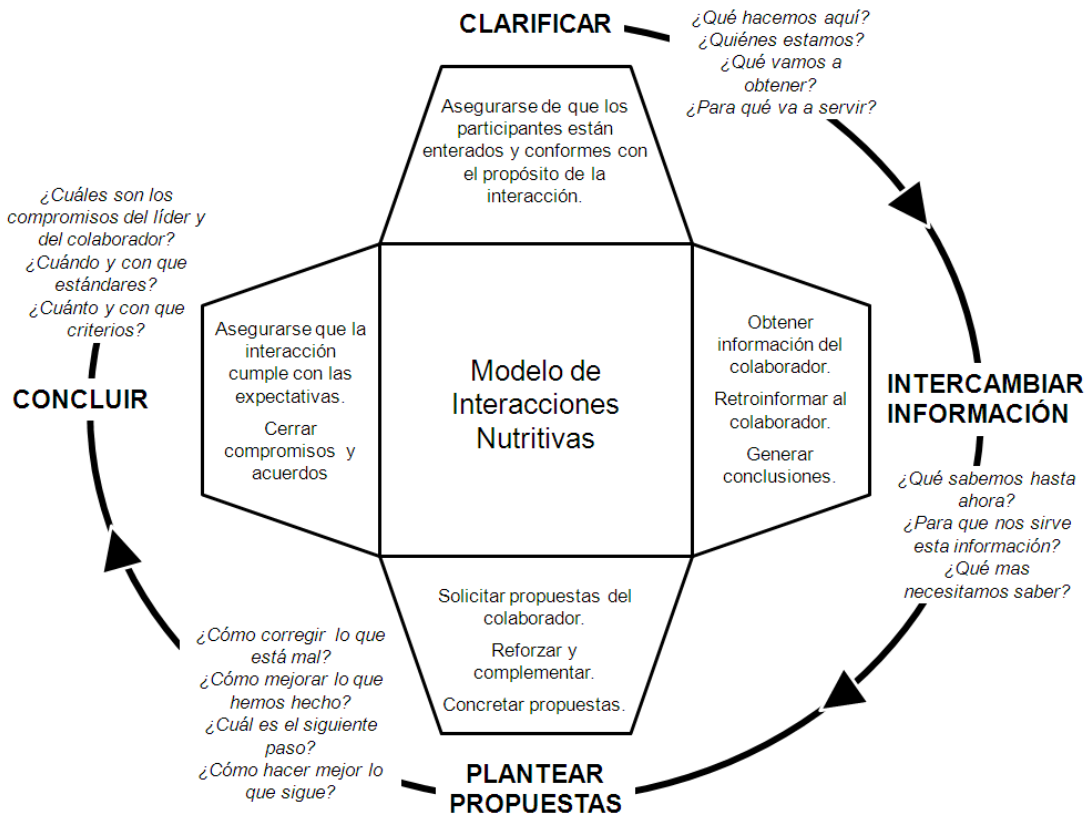 CLARIFICAR
¿Qué hacemos aquí?
¿Quiénes estamos?
¿Qué vamos a
obtener?
¿Para qué va a servir?
Asegurarse de que los
participantes están
enterados y conformes con
el propósito de la
interacción.
INTERCAMBIAR
INFORMACIÓN
¿Qué sabemos hasta
ahora?
¿Para que nos sirve
esta información?
¿Qué mas
necesitamos saber?
Obtener
información del
colaborador.
Retroinformar al
colaborador.
Generar
conclusiones.
Modelo de
Interacciones
Nutritivas
PLANTEAR
PROPUESTAS
Solicitar propuestas del
colaborador.
Reforzar y
complementar.
Concretar propuestas.
¿Cómo corregir lo que
está mal?
¿Cómo mejorar lo que
hemos hecho?
¿Cuál es el siguiente
paso?
¿Cómo hacer mejor lo
que sigue?
CONCLUIR
¿Cuáles son los
compromisos del líder y
del colaborador?
¿Cuándo y con que
estándares?
¿Cuánto y con que
criterios?
Asegurarse que la
interacción
cumple con las
expectativas.
Cerrar
compromisos y
acuerdos